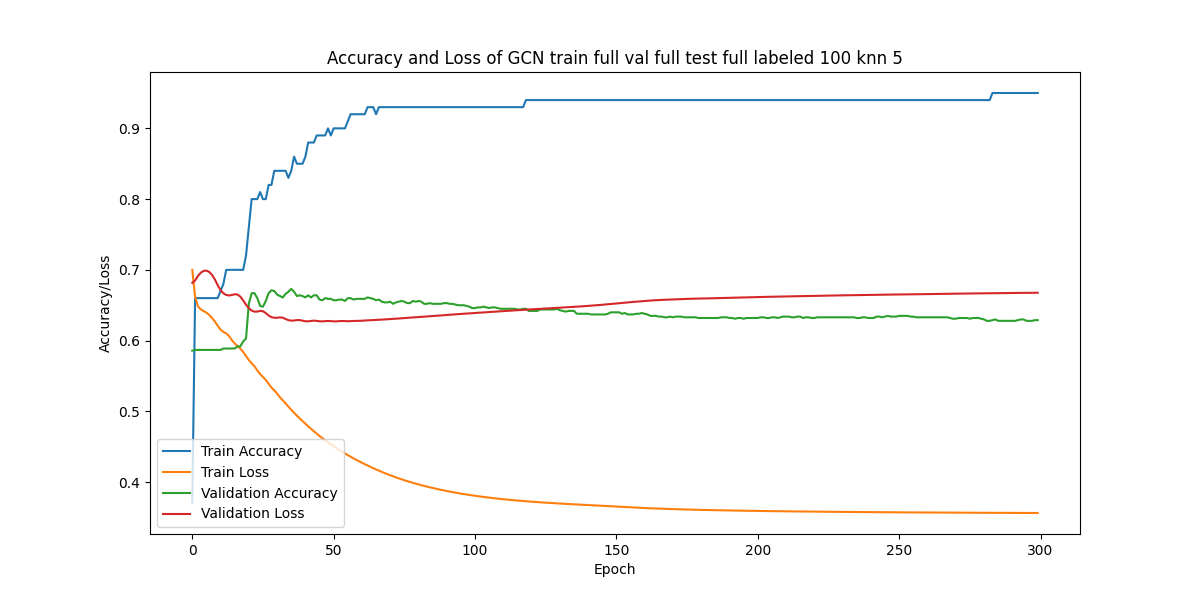 Accuracy and Loss of GCN train full val full test full labeled 100 knn 5
Accuracy/Loss
0.9
0.8
0.7
0.6
0.5
0.4
Train Accuracy
Train Loss
Validation Accuracy
Validation Loss
0 50 100 150 200 250 300
Epoch